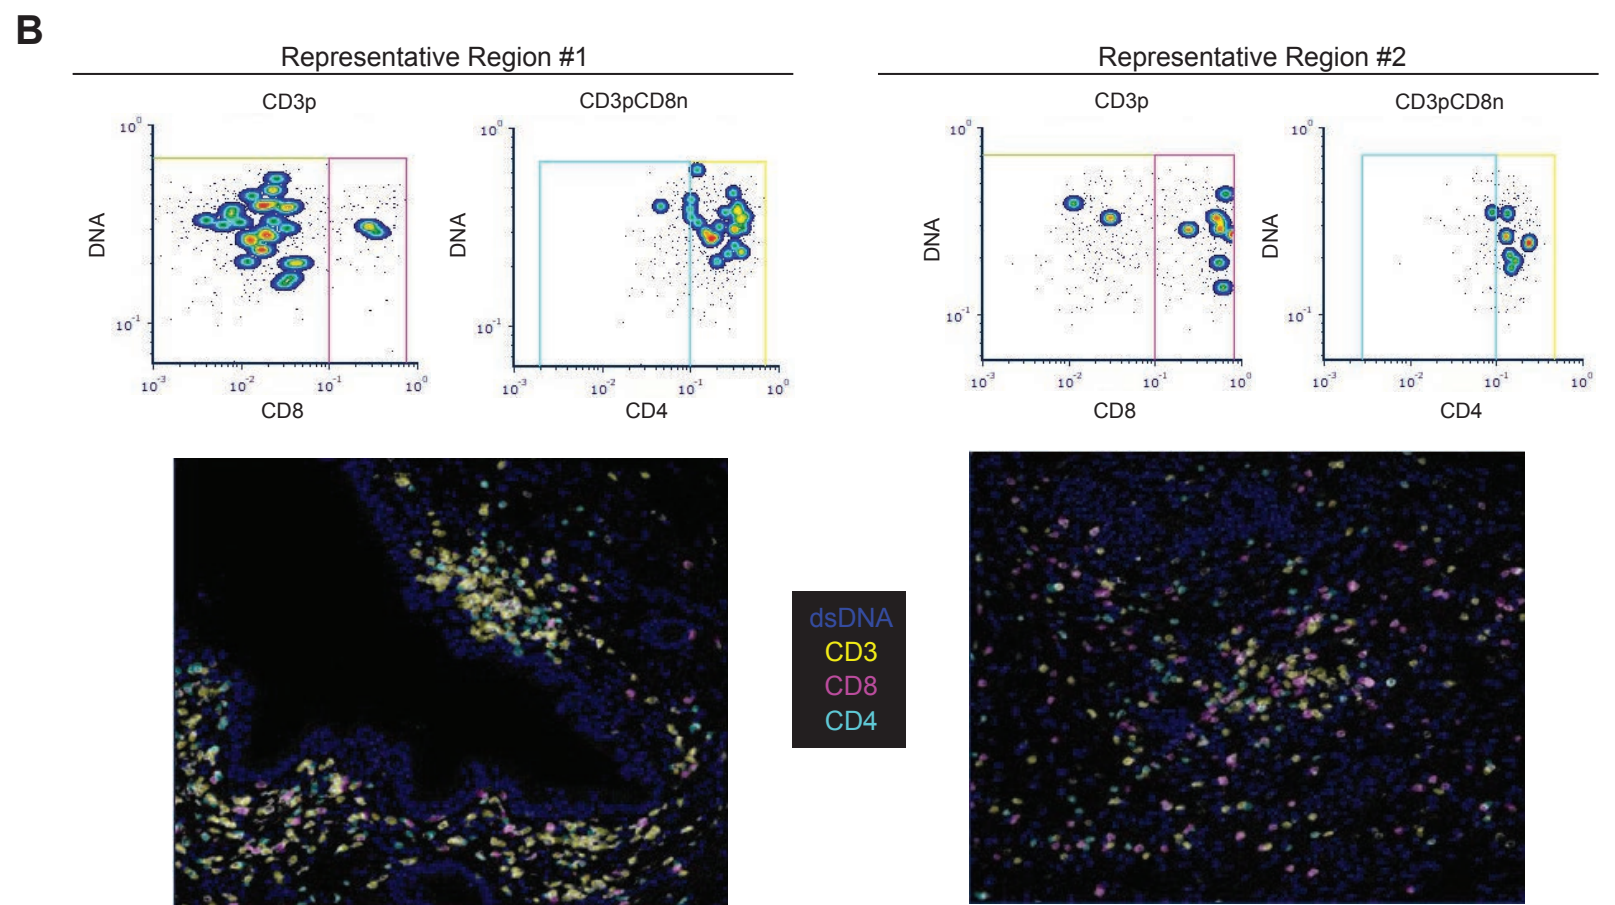 B
Representative Region #1
Representative Region #2
CD3p
CD3pCD8n
CD3p
CD3pCD8n
10⁰
10⁰
10⁰
10⁰
DNA
DNA
DNA
DNA
10⁻¹
10⁻¹
10⁻¹
10⁻¹
10⁻³ 10⁻² 10⁻¹ 10⁰
10⁻³ 10⁻² 10⁻¹ 10⁰
10⁻³ 10⁻² 10⁻¹ 10⁰
10⁻³ 10⁻² 10⁻¹ 10⁰
CD8
CD4
CD8
CD4
dsDNA
CD3
CD8
CD4